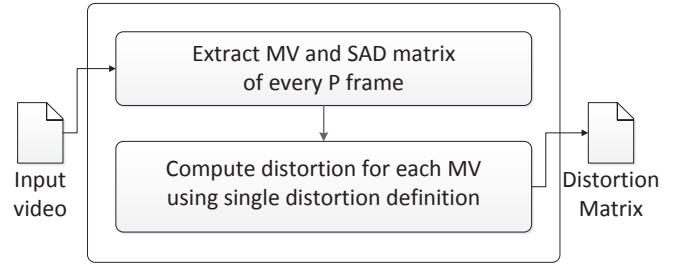 Extract MV and SAD matrix
of every P frame
Input
video
Compute distortion for each MV
using single distortion definition
Distortion
Matrix